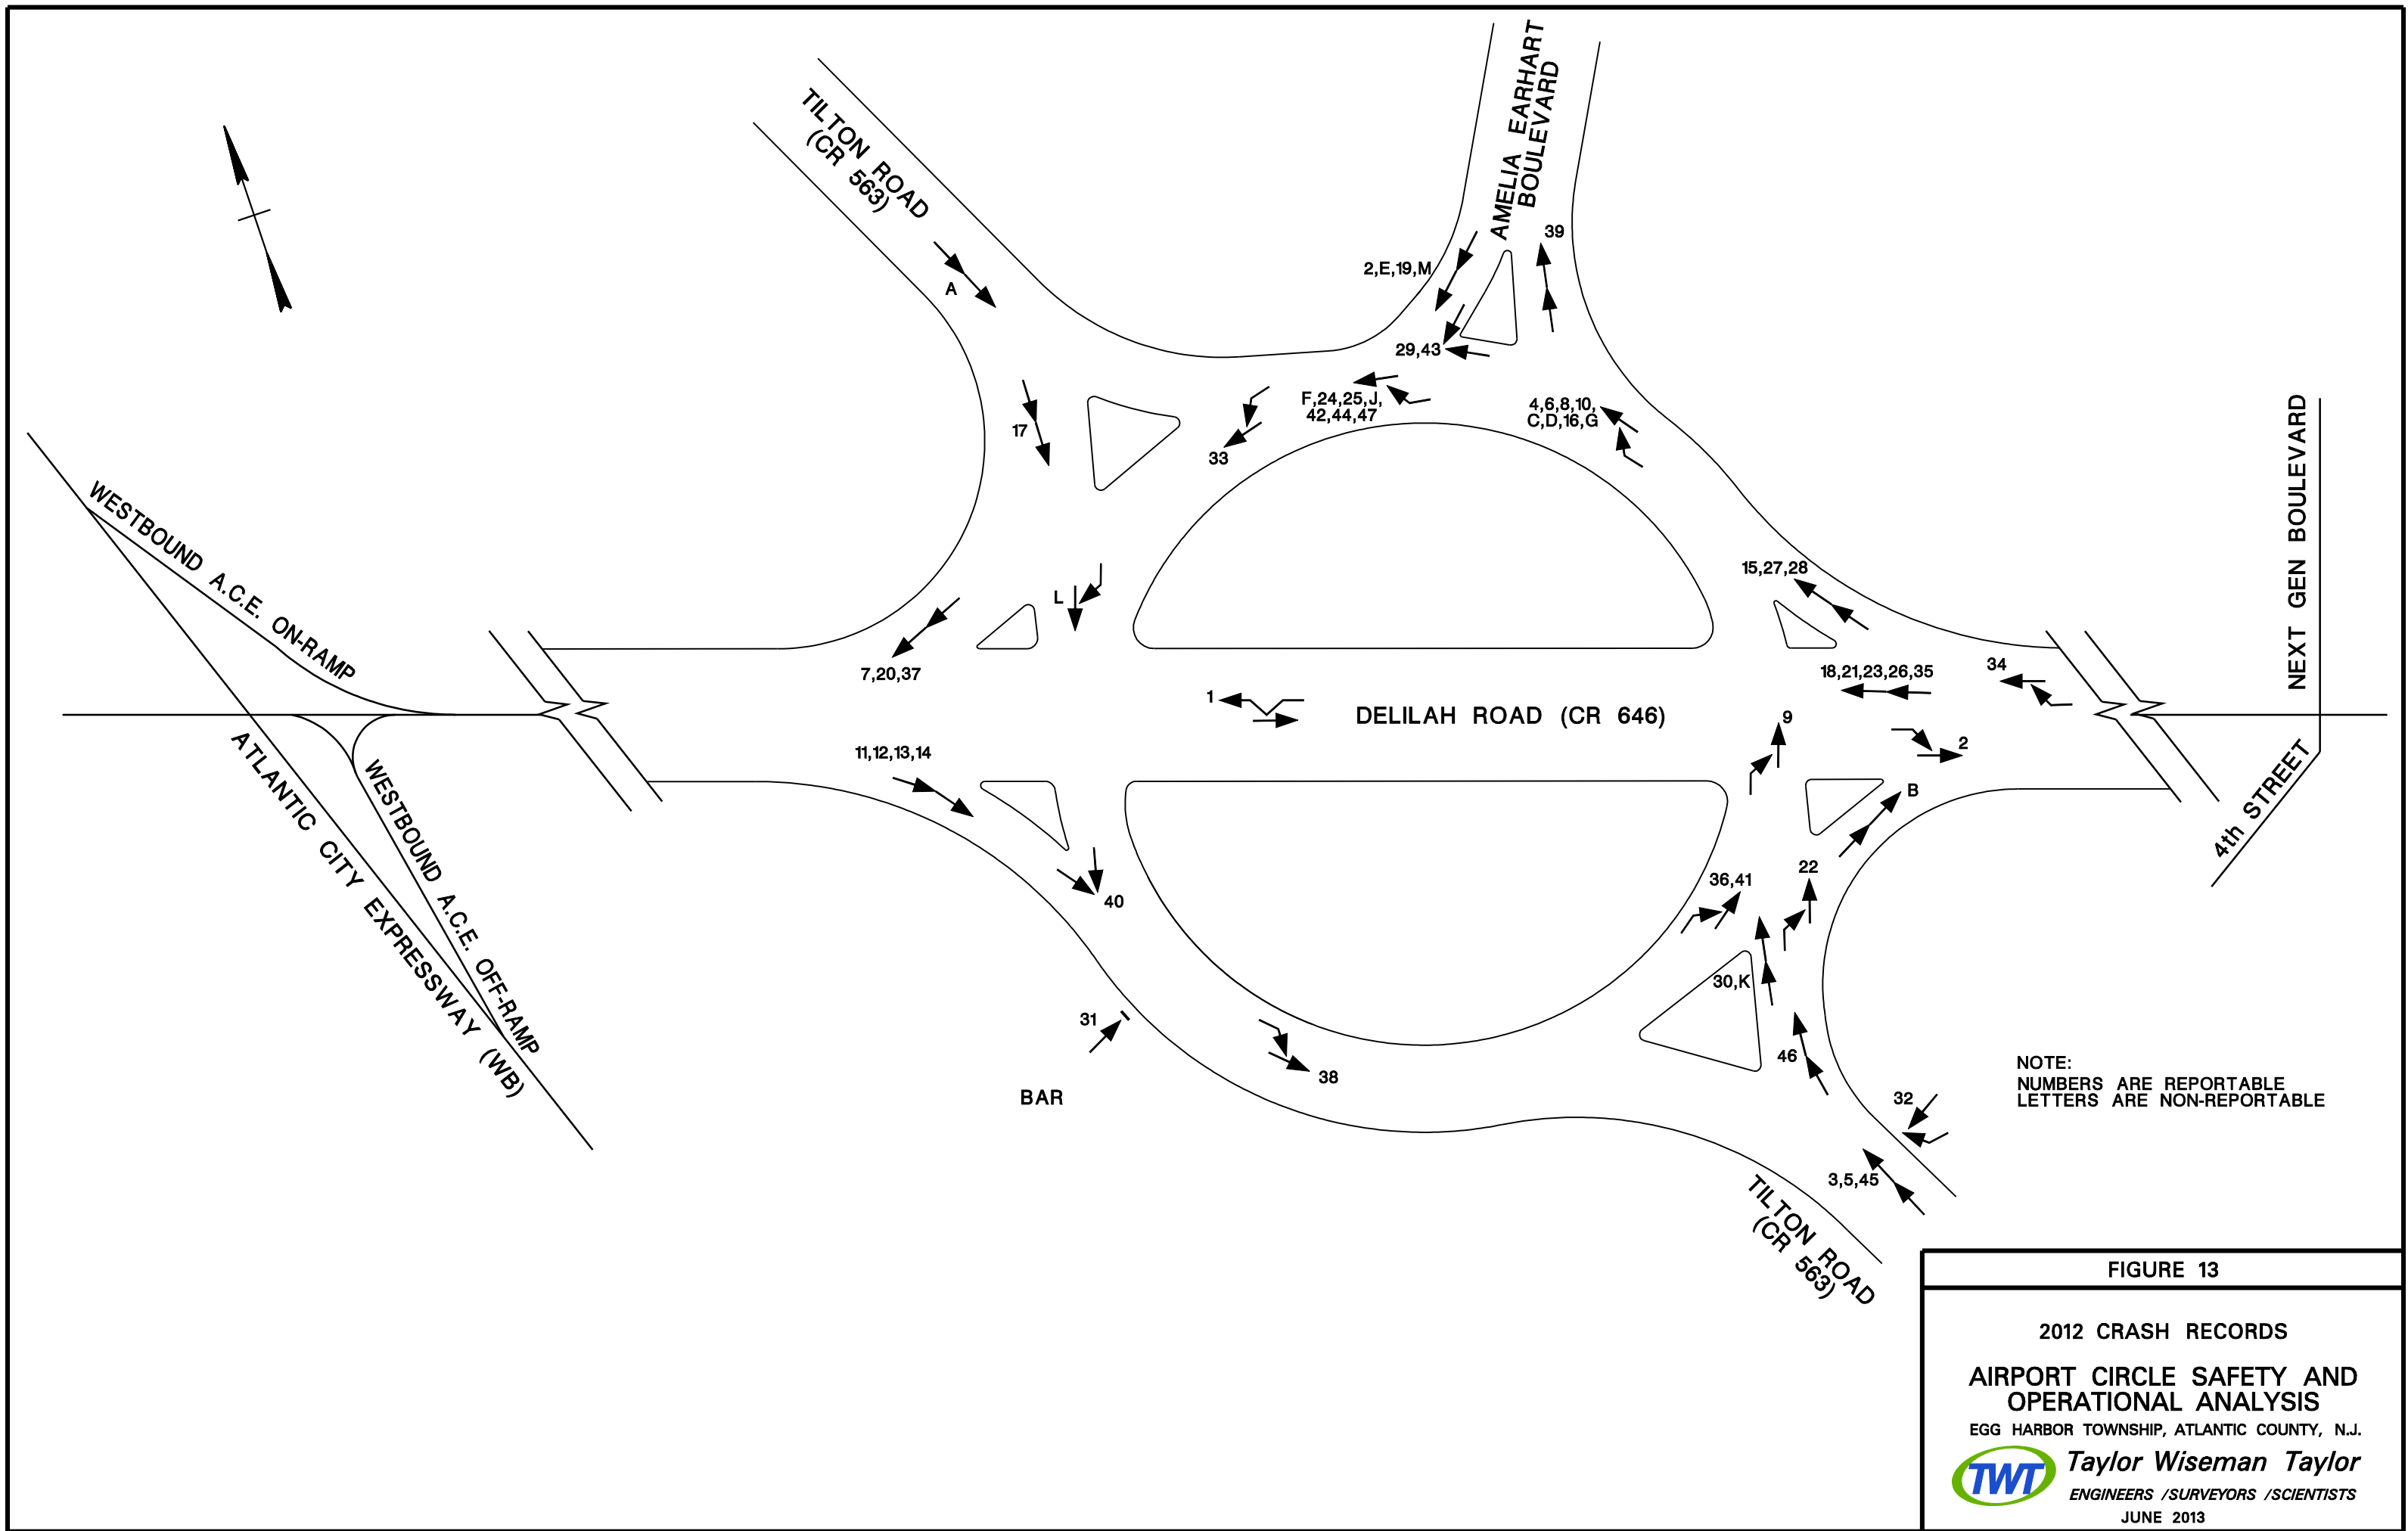 AMELIA EARHART
BOULEVARD
TILTON ROAD
(CR 563)
39
2,E,19,M
A
29,43
F,24,25,J,
42,44,47
4,6,8,10,
C,D,16,G
17
33
NEXT GEN BOULEVARD
WESTBOUND A.C.E. ON-RAMP
15,27,28
L
7,20,37
34
18,21,23,26,35
1
DELILAH ROAD (CR 646)
9
2
11,12,13,14
B
4th STREET
ATLANTIC CITY EXPRESSWAY (WB)
WESTBOUND A.C.E. OFF-RAMP
22
36,41
40
30,K
31
46
38
BAR
32
3,5,45
TILTON ROAD
(CR 563)
NOTE:
NUMBERS ARE REPORTABLE
LETTERS ARE NON-REPORTABLE
FIGURE 13
2012 CRASH RECORDS
AIRPORT CIRCLE SAFETY AND
OPERATIONAL ANALYSIS
EGG HARBOR TOWNSHIP, ATLANTIC COUNTY, N.J.
TWT
Taylor Wiseman Taylor
ENGINEERS /SURVEYORS /SCIENTISTS
JUNE 2013